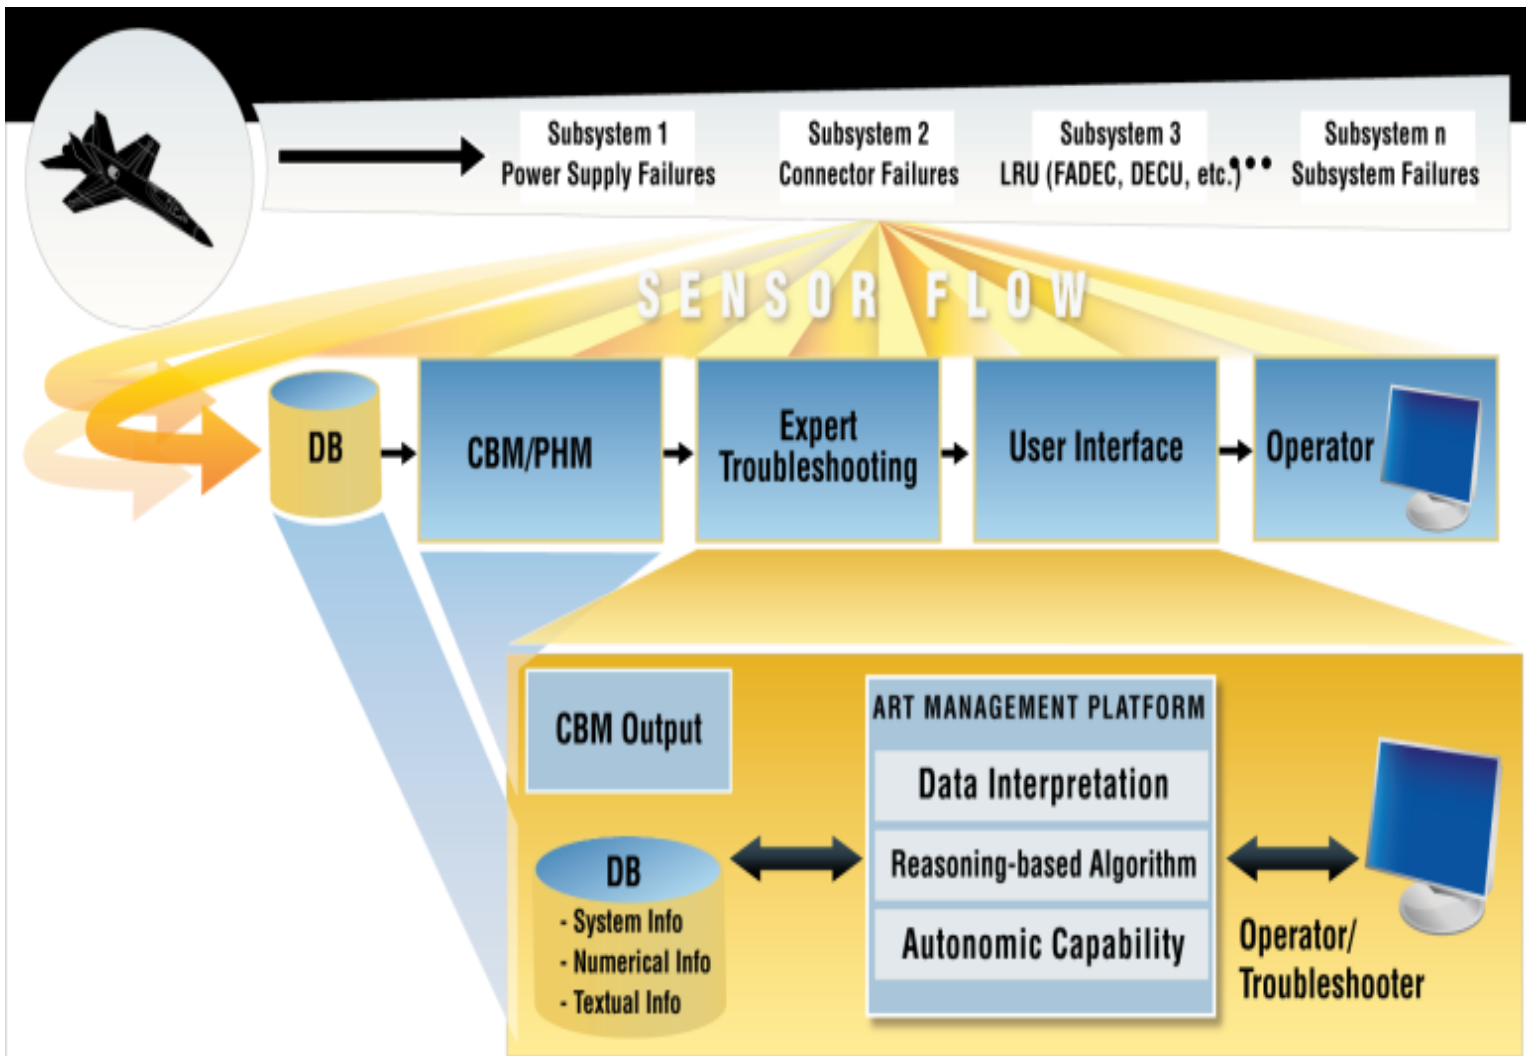 Subsystem 1
Power Supply Failures
Subsystem 2
Connector Failures
Subsystem 3
LRU (FADEC, DECU, etc.)
Subsystem n
Subsystem Failures
SENSOR FLOW
DB
CBM/PHM
Expert
Troubleshooting
User Interface
Operator
CBM Output
DB
- System Info
- Numerical Info
- Textual Info
ART MANAGEMENT PLATFORM
Data Interpretation
Reasoning-based Algorithm
Autonomic Capability
Operator/
Troubleshooter